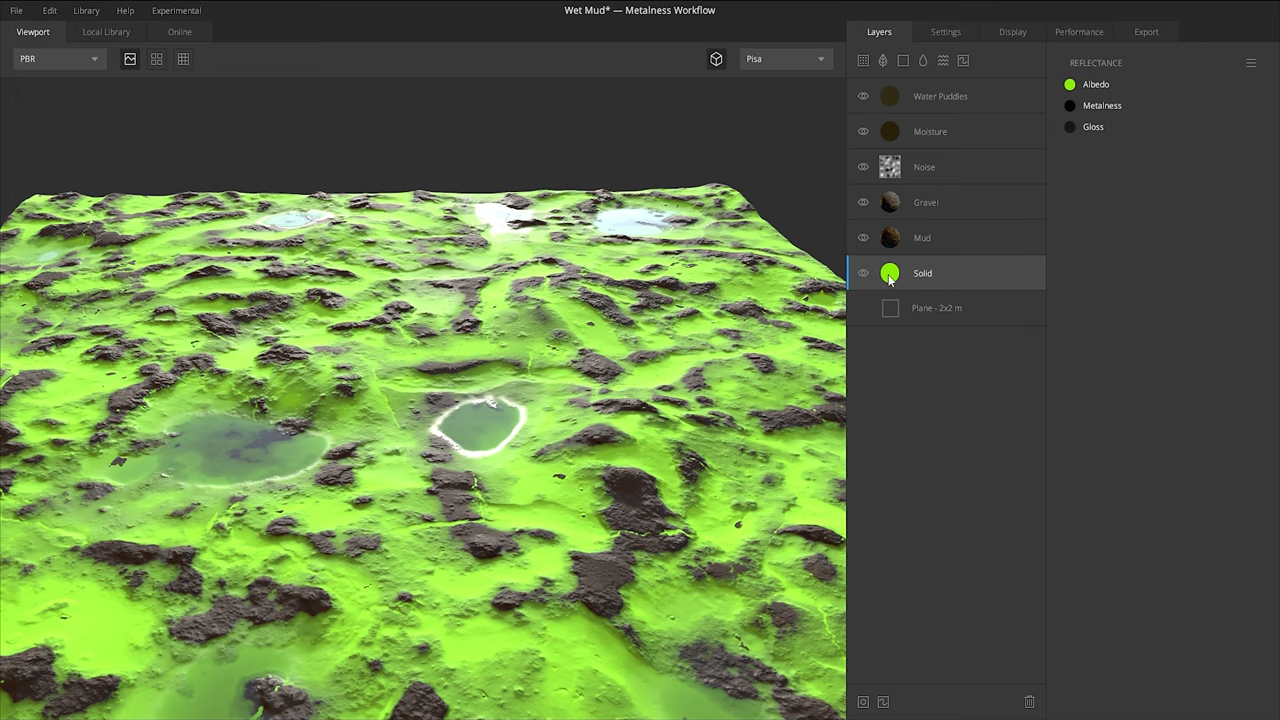 File Edit Library Help Experimental
Wet Mud* — Metalness Workflow
Viewport Local Library Online
Layers Settings Display Performance Export
PBR
Pisa
REFLECTANCE
Albedo
Metalness
Gloss
Water Puddles
Moisture
Noise
Gravel
Mud
Solid
Plane - 2x2 m